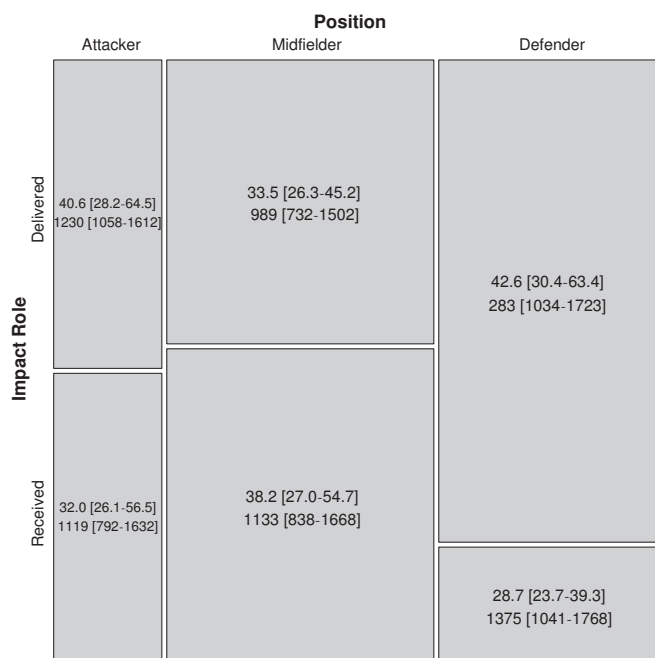 Position
Attacker Midfielder Defender
Impact Role
Delivered
40.6 [28.2-64.5]
1230 [1058-1612]
33.5 [26.3-45.2]
989 [732-1502]
42.6 [30.4-63.4]
283 [1034-1723]
Received
32.0 [26.1-56.5]
1119 [792-1632]
38.2 [27.0-54.7]
1133 [838-1668]
28.7 [23.7-39.3]
1375 [1041-1768]